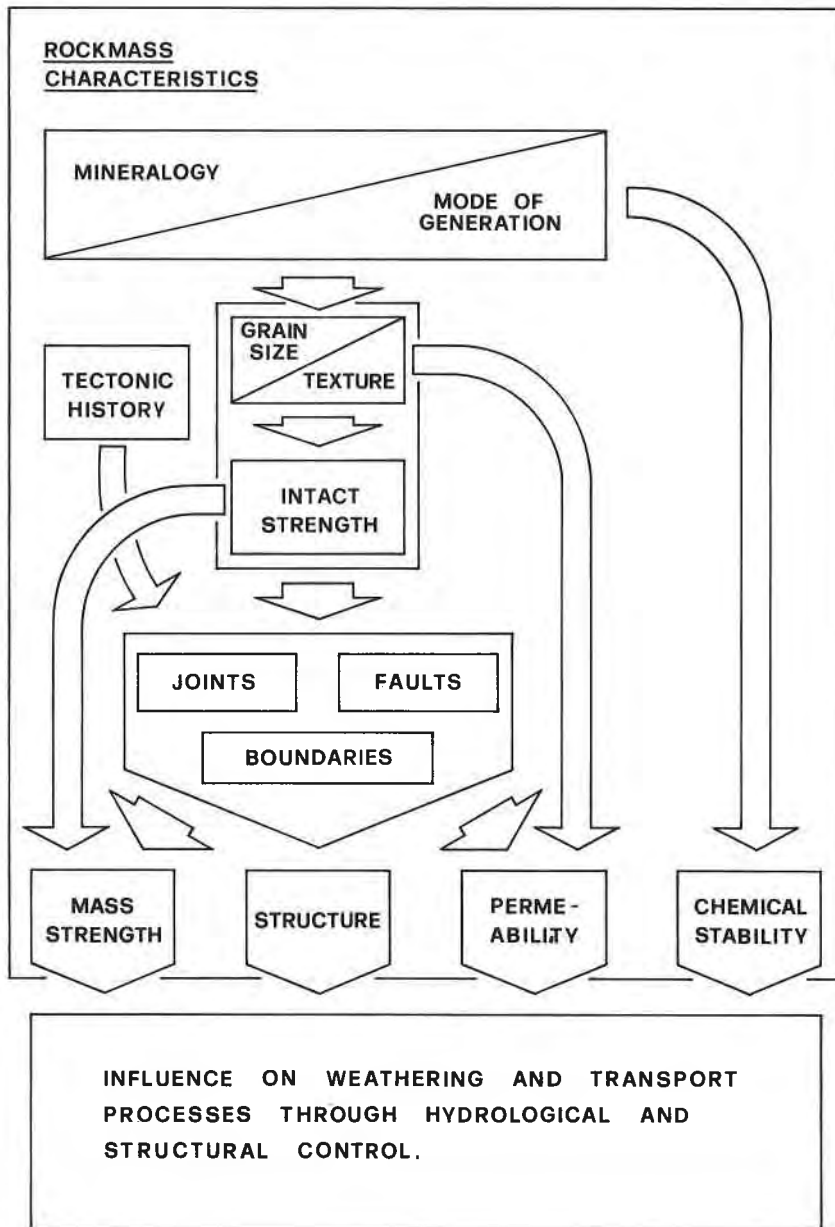 ROCKMASS
CHARACTERISTICS
MINERALOGY
MODE OF
GENERATION
GRAIN
SIZE
TEXTURE
TECTONIC
HISTORY
INTACT
STRENGTH
JOINTS
FAULTS
BOUNDARIES
MASS
STRENGTH
STRUCTURE
PERME-
ABILITY
CHEMICAL
STABILITY
INFLUENCE ON WEATHERING AND TRANSPORT
PROCESSES THROUGH HYDROLOGICAL AND
STRUCTURAL CONTROL.